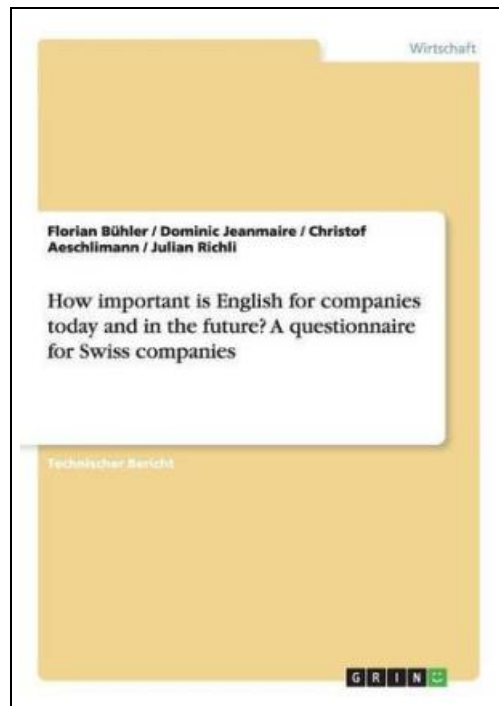 Wirtschaft
Florian Bühler / Dominic Jeanmaire / Christof
Aeschlimann / Julian Richli
How important is English for companies
today and in the future? A questionnaire
for Swiss companies
Technischer Bericht
GRIN